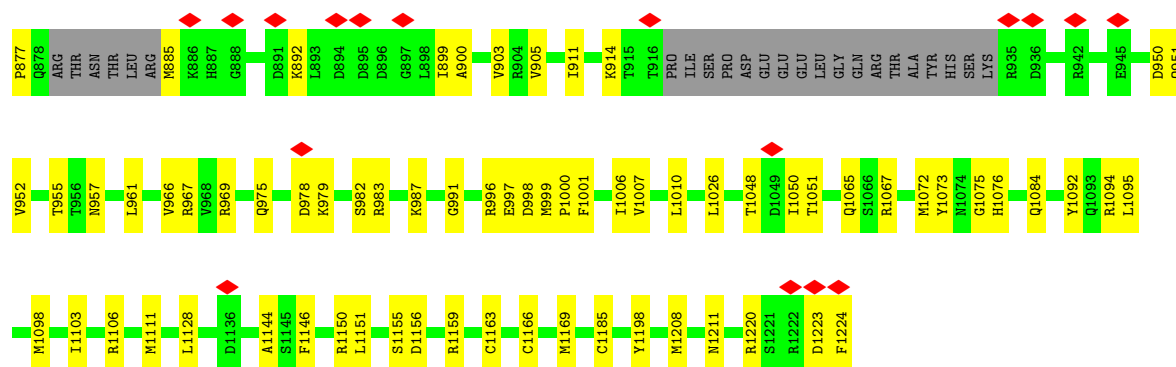 P877 Q878 ARG THR ASN THR LEU ARG M885 K886 H887 G888 D891 K892 L893 D894 D895 D896 G897 L898 I899 A900 V903 R904 V905 I911 K914 T915 T916 PRO ILE SER PRO ASP GLU GLU GLU LEU GLY GLN ARG THR ALA TYR HIS SER LYS R935 D936 R942 E945 D950
V952 T955 T956 N957 L961 V966 R967 V968 R969 Q975 D978 K979 S982 R983 K987 G991 R996 E997 D998 M999 P1000 F1001 I1006 V1007 L1010 L1026 T1048 D1049 I1050 T1051 Q1065 S1066 R1067 M1072 Y1073 N1074 G1075 H1076 Q1084 Y1092 Q1093 R1094 L1095
M1098 I1103 R1106 M1111 L1128 D1136 A1144 S1145 F1146 R1150 L1151 S1155 D1156 R1159 C1163 C1166 M1169 C1185 Y1198 M1208 N1211 R1220 S1221 R1222 D1223 F1224